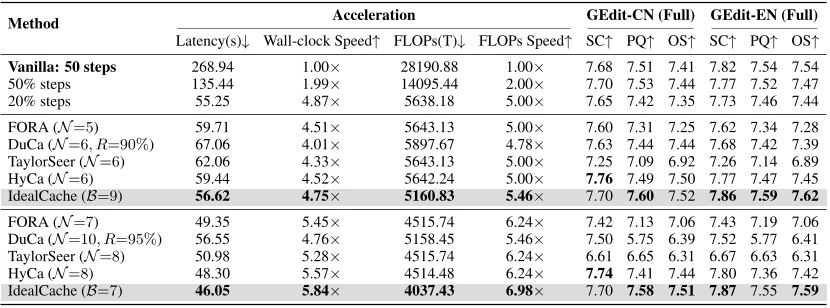 Method Acceleration GEdit-CN (Full) GEdit-EN (Full)
Latency(s)↓ Wall-clock Speed↑ FLOPs(T)↓ FLOPs Speed↑ SC↑ PQ↑ OS↑ SC↑ PQ↑ OS↑
Vanilla: 50 steps 268.94 1.00× 28190.88 1.00× 7.68 7.51 7.41 7.82 7.54 7.54
50% steps 135.44 1.99× 14095.44 2.00× 7.70 7.53 7.44 7.77 7.52 7.47
20% steps 55.25 4.87× 5638.18 5.00× 7.65 7.42 7.35 7.73 7.46 7.44
FORA (N=5) 59.71 4.51× 5643.13 5.00× 7.60 7.31 7.25 7.62 7.34 7.28
DuCa (N=6, R=90%) 67.06 4.01× 5897.67 4.78× 7.63 7.44 7.44 7.68 7.42 7.39
TaylorSeer (N=6) 62.06 4.33× 5643.13 5.00× 7.25 7.09 6.92 7.26 7.14 6.89
HyCa (N=6) 59.44 4.52× 5642.24 5.00× 7.76 7.49 7.50 7.77 7.47 7.45
IdealCache (B=9) 56.62 4.75× 5160.83 5.46× 7.70 7.60 7.52 7.86 7.59 7.62
FORA (N=7) 49.35 5.45× 4515.74 6.24× 7.42 7.13 7.06 7.43 7.19 7.06
DuCa (N=10, R=95%) 56.55 4.76× 5158.45 5.46× 7.50 5.75 6.39 7.52 5.77 6.41
TaylorSeer (N=8) 50.98 5.28× 4515.74 6.24× 6.61 6.65 6.31 6.67 6.63 6.31
HyCa (N=8) 48.30 5.57× 4514.48 6.24× 7.74 7.41 7.44 7.80 7.36 7.42
IdealCache (B=7) 46.05 5.84× 4037.43 6.98× 7.70 7.58 7.51 7.87 7.55 7.59